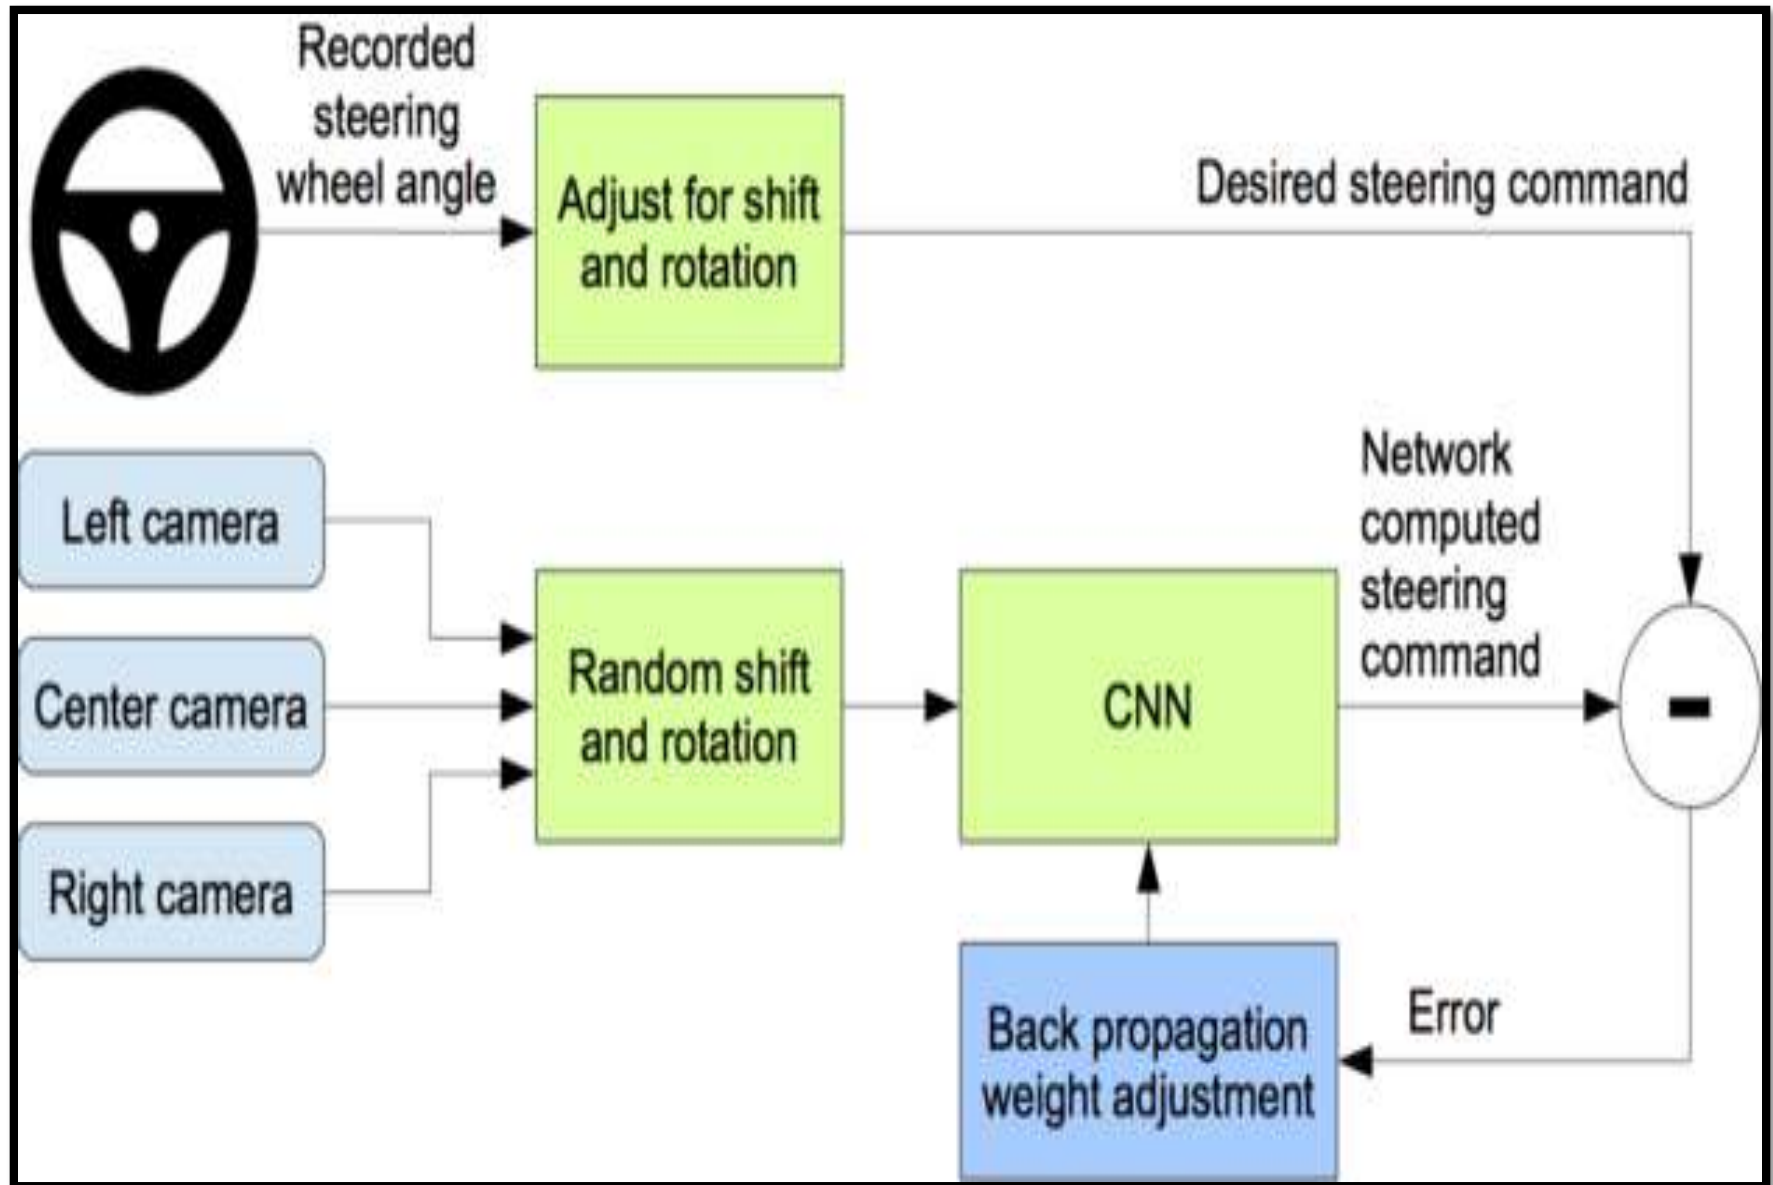 Recorded
steering
wheel angle
Adjust for shift
and rotation
Desired steering command
Left camera
Center camera
Right camera
Random shift
and rotation
CNN
Network
computed
steering
command
-
Back propagation
weight adjustment
Error